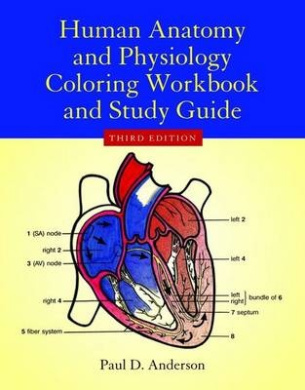 Human Anatomy
and Physiology
Coloring Workbook
and Study Guide
THIRD EDITION
1 (SA) node
right 2
3 (AV) node
right 4
5 fiber system
left 2
left 4
left
right } bundle of 6
7 septum
8
Paul D. Anderson